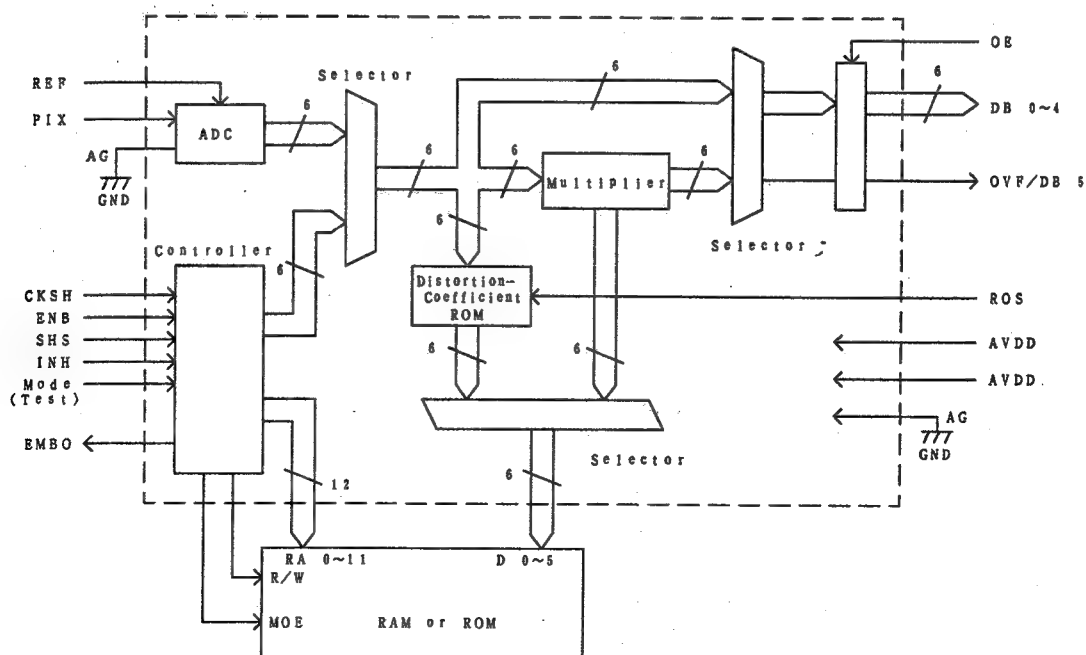 OE
REF
Selector
6
6
DB 0~4
PIX
ADC
6
AG
GND
6
6
Multiplier
6
OVF/DB 5
6
Selector
Controller
6
Distortion-
Coefficient
ROM
CKSH
ENB
SHS
INH
Mode
(Test)
ROS
AVDD
AVDD
6
6
AG
GND
EMBO
Selector
12
6
RA 0~11
D 0~5
R/W
MOE
RAM or ROM